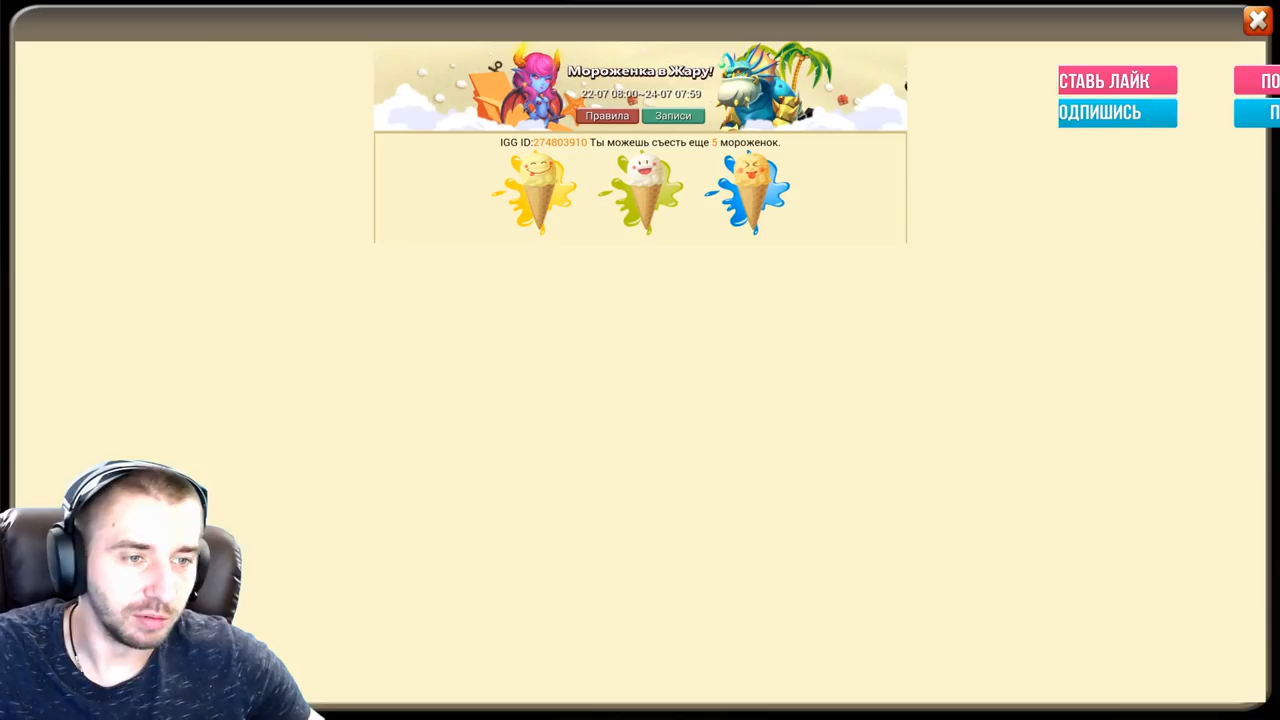 Мороженка в Жару!
22-07 08:00~24-07 07:59
Правила Записи
IGG ID:274803910 Ты можешь съесть еще 5 мороженок.
СТАВЬ ЛАЙК ПО
ОДПИШИСЬ П